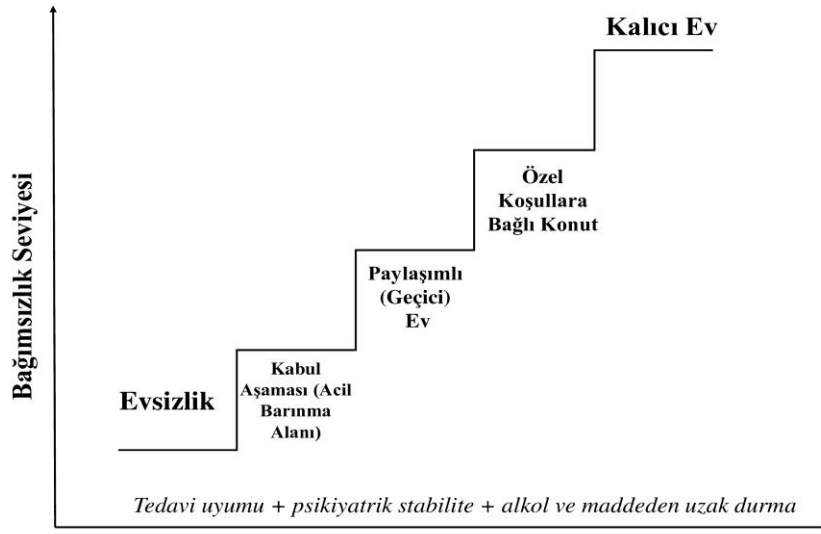 Kalıcı Ev
Özel
Koşullara
Bağlı Konut
Paylaşımlı
(Geçici)
Ev
Kabul
Aşaması (Acil
Barınma
Alanı)
Evsizlik
Bağımsızlık Seviyesi
Tedavi uyumu + psikiyatrik stabilite + alkol ve maddeden uzak durma